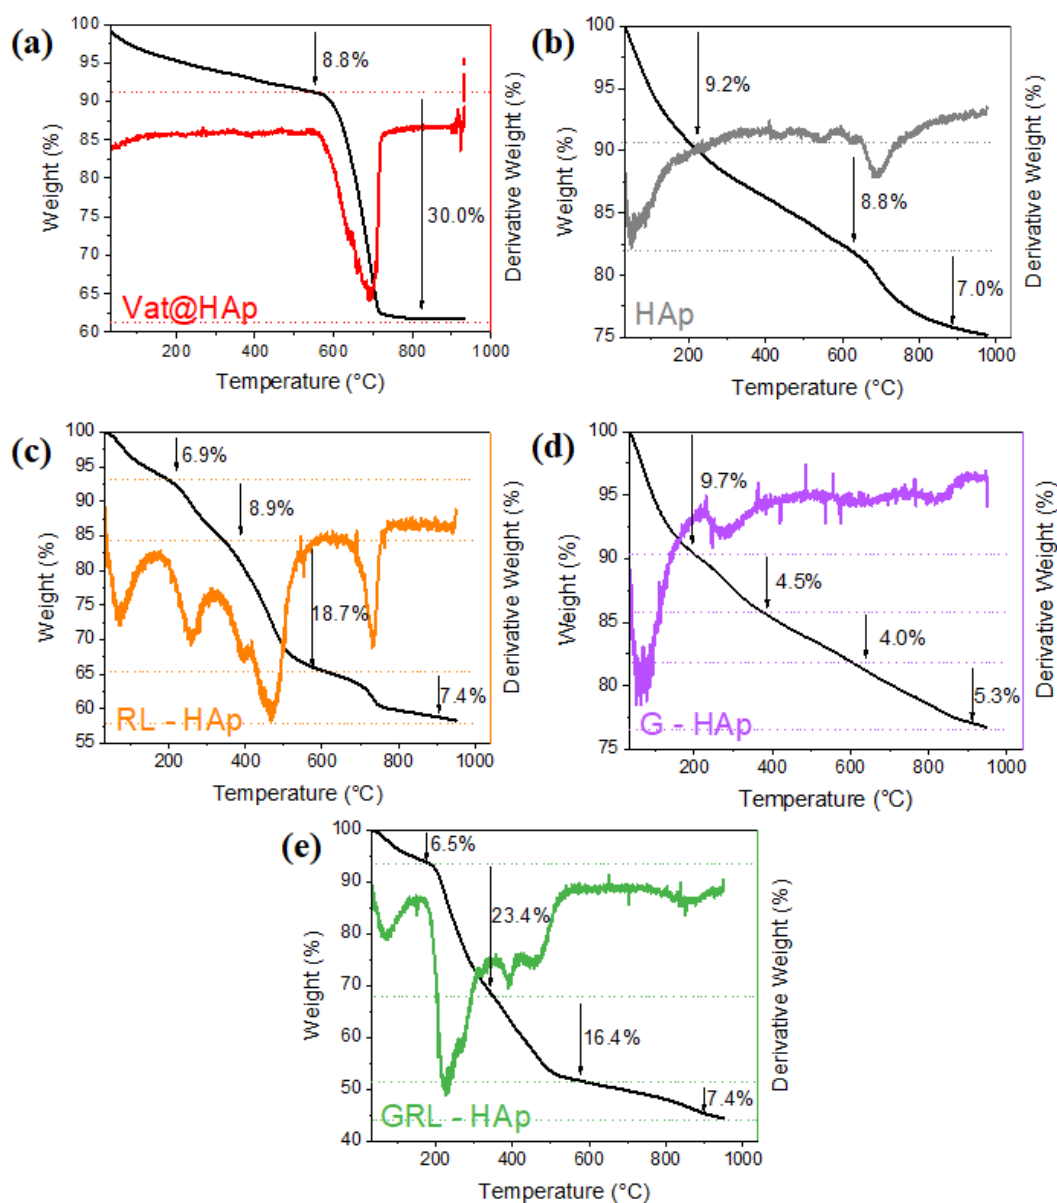 (a)
100
95
90
85
80
75
70
65
60
Weight (%)
8.8%
30.0%
Vat@HAp
200 400 600 800 1000
Temperature (°C)
Derivative Weight (%)
(b)
100
95
90
85
80
75
Weight (%)
9.2%
8.8%
7.0%
HAp
200 400 600 800 1000
Temperature (°C)
Derivative Weight (%)
(c)
100
95
90
85
80
75
70
65
60
55
Weight (%)
6.9%
8.9%
18.7%
7.4%
RL - HAp
200 400 600 800 1000
Temperature (°C)
Derivative Weight (%)
(d)
100
95
90
85
80
75
Weight (%)
9.7%
4.5%
4.0%
5.3%
G - HAp
200 400 600 800 1000
Temperature (°C)
Derivative Weight (%)
(e)
100
90
80
70
60
50
40
Weight (%)
6.5%
23.4%
16.4%
7.4%
GRL - HAp
200 400 600 800 1000
Temperature (°C)
Derivative Weight (%)